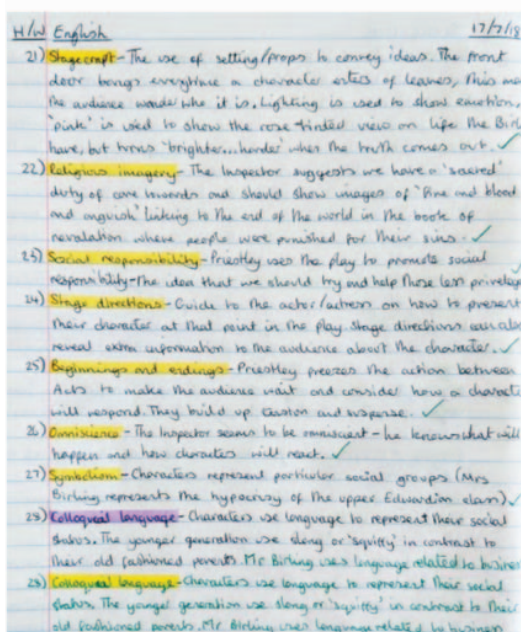 H/W English 17/7/18
21) Stagecraft - The use of setting/props to convey ideas. The front
door bangs everytime a character enters of leaves, this
the audience wonder who it is. Lighting is used to show emotion,
'pink' is used to show the rose tinted view on life the
have, but turns 'brighter...harder' when the truth comes out. ✓
22) Religious imagery - The Inspector suggests we have a 'sacred'
duty of care towards and should show images of "fire and blood
and anguish" linking to the end of the world in the book of
revalation where people were punished for their sins. ✓
23) Social responsibility - Priestley uses the play to promote social
responsibility - the idea that we should try and help those less
24) Stage directions - Guide to the actor/actress on how to present
their character at that point in the play. Stage directions can also
reveal extra information to the audience about the character. ✓
25) Beginnings and endings - Priestley freezes the action between
Acts to make the audience wait and consider how a
will respond. They build up tension and suspense. ✓
26) Omniscience - The Inspector seems to be omniscient - he knows what will
happen and how characters will react. ✓
27) Symbolism - Characters represent particular social groups (Mrs
Birling represents the hypocrisy of the upper Edwardian class) ✓
28) Colloquial language - Characters use language to represent their social
status. The younger generation use slang or 'squiffy' in contrast to
their old fashioned parents. Mr Birling uses language related to
28) Colloqueal language - Characters use language to represent their social
status. The younger generation use slang or 'squiffy' in contrast to their
old fashioned parents. Mr Birling uses language related to business